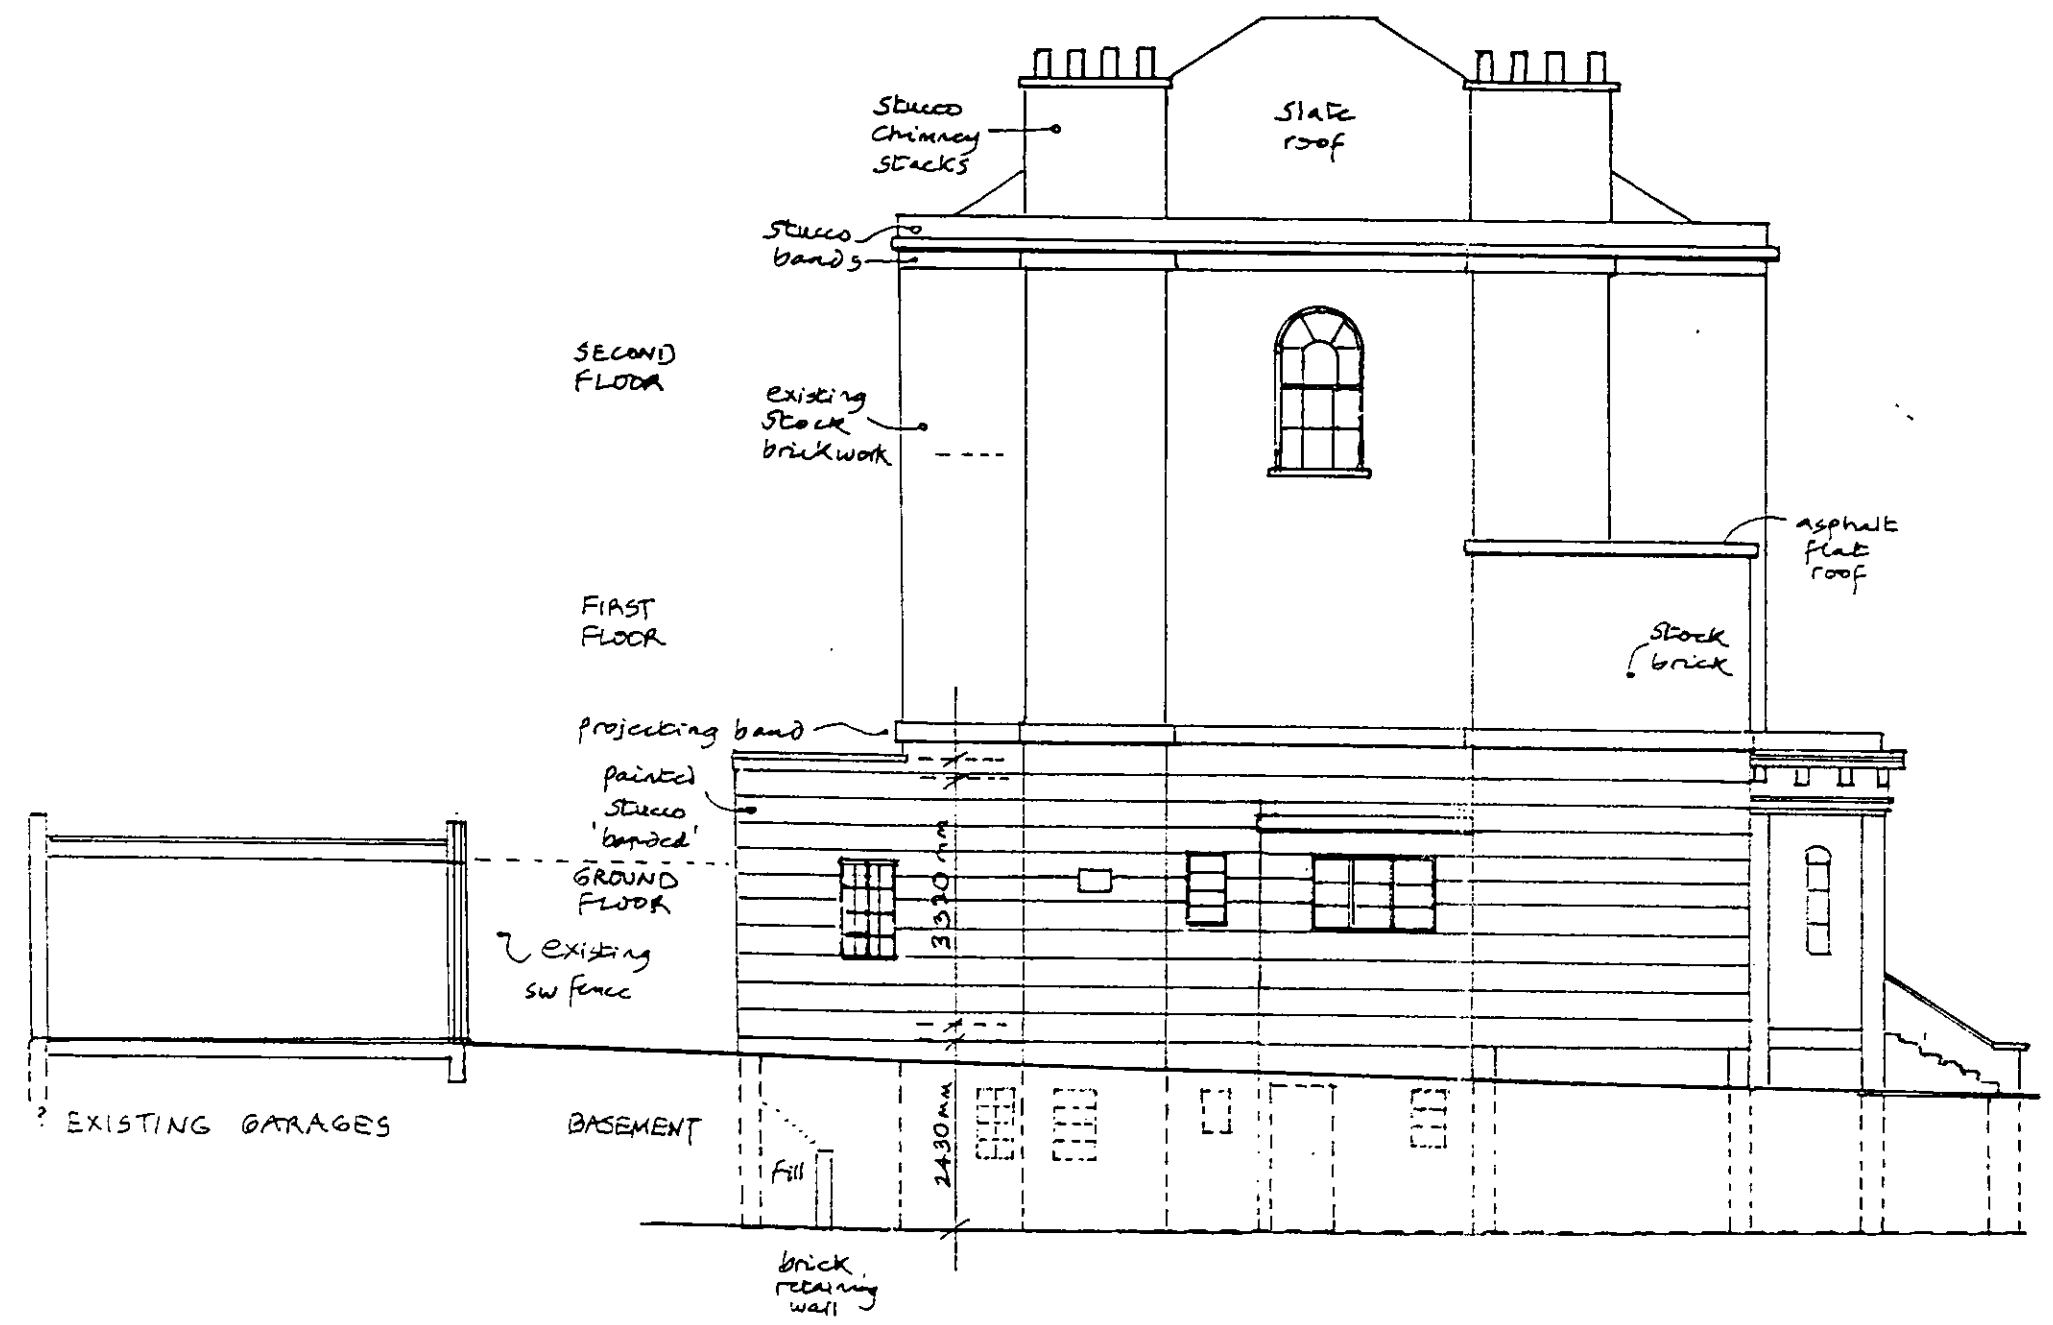 stucco
chimney
stacks
slate
roof
stucco
bands
SECOND
FLOOR
existing
stock
brickwork
asphalt
flat
roof
FIRST
FLOOR
stock
brick
projecting band
painted
stucco
'banded'
3320mm
GROUND
FLOOR
existing
sw fence
? EXISTING GARAGES
BASEMENT
2430mm
fill
brick
retaining
wall